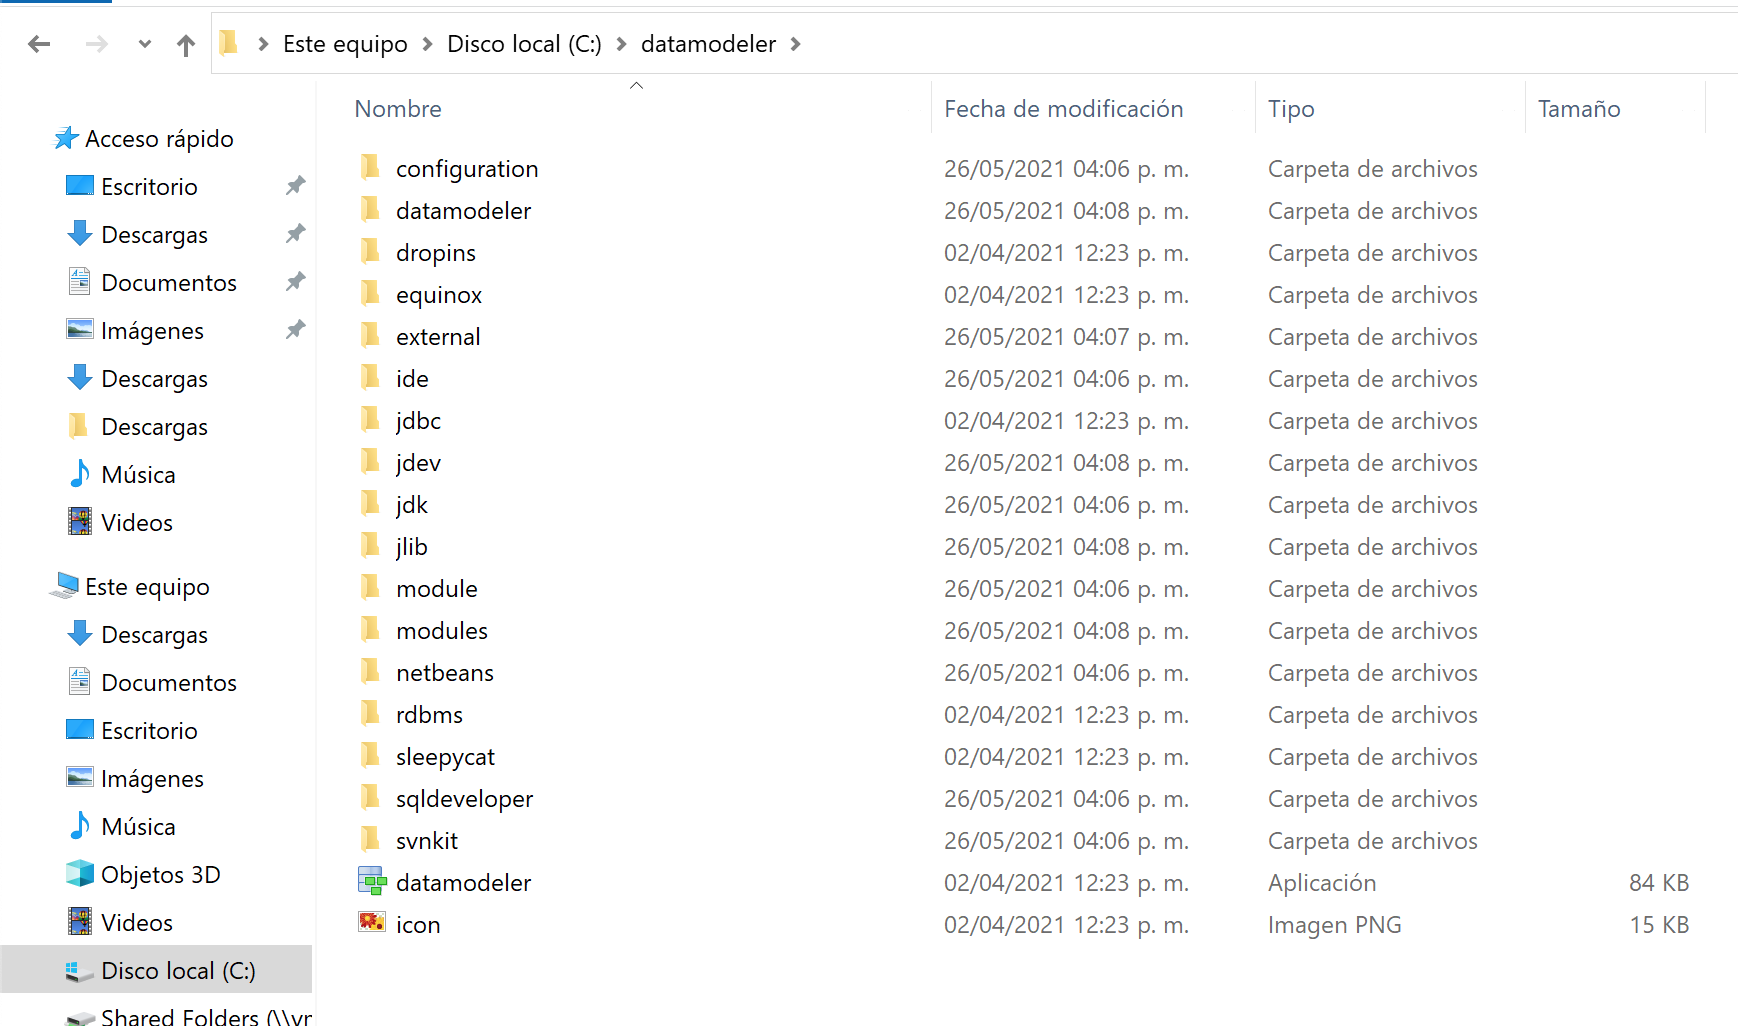 Este equipo > Disco local (C:) > datamodeler >
Nombre Fecha de modificación Tipo Tamaño
Acceso rápido
Escritorio
Descargas
Documentos
Imágenes
Descargas
Descargas
Música
Videos
Este equipo
Descargas
Documentos
Escritorio
Imágenes
Música
Objetos 3D
Videos
Disco local (C:)
Shared Folders (\\vr
configuration 26/05/2021 04:06 p. m. Carpeta de archivos
datamodeler 26/05/2021 04:08 p. m. Carpeta de archivos
dropins 02/04/2021 12:23 p. m. Carpeta de archivos
equinox 02/04/2021 12:23 p. m. Carpeta de archivos
external 26/05/2021 04:07 p. m. Carpeta de archivos
ide 26/05/2021 04:06 p. m. Carpeta de archivos
jdbc 02/04/2021 12:23 p. m. Carpeta de archivos
jdev 26/05/2021 04:08 p. m. Carpeta de archivos
jdk 26/05/2021 04:06 p. m. Carpeta de archivos
jlib 26/05/2021 04:08 p. m. Carpeta de archivos
module 26/05/2021 04:06 p. m. Carpeta de archivos
modules 26/05/2021 04:08 p. m. Carpeta de archivos
netbeans 26/05/2021 04:06 p. m. Carpeta de archivos
rdbms 02/04/2021 12:23 p. m. Carpeta de archivos
sleepycat 02/04/2021 12:23 p. m. Carpeta de archivos
sqldeveloper 26/05/2021 04:06 p. m. Carpeta de archivos
svnkit 26/05/2021 04:06 p. m. Carpeta de archivos
datamodeler 02/04/2021 12:23 p. m. Aplicación 84 KB
icon 02/04/2021 12:23 p. m. Imagen PNG 15 KB